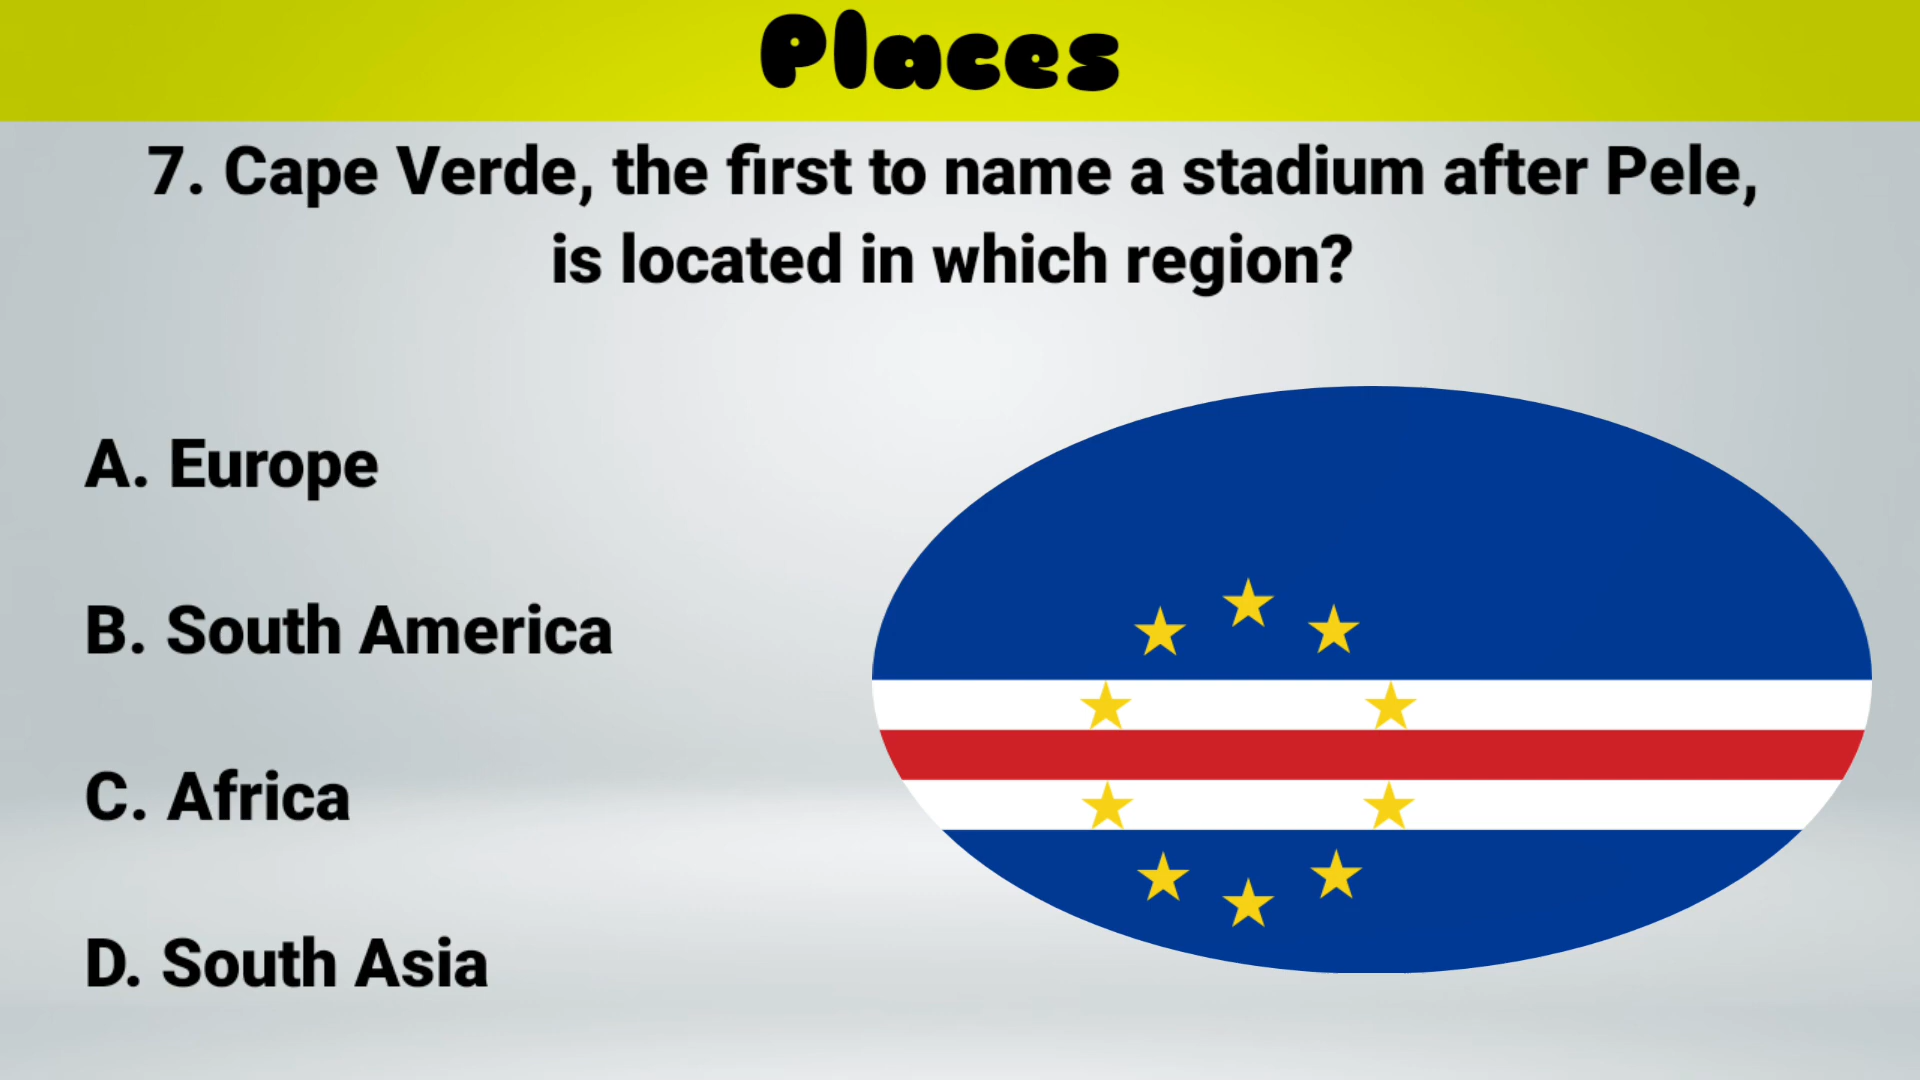 Places
7. Cape Verde, the first to name a stadium after Pele,
is located in which region?
A. Europe
B. South America
C. Africa
D. South Asia